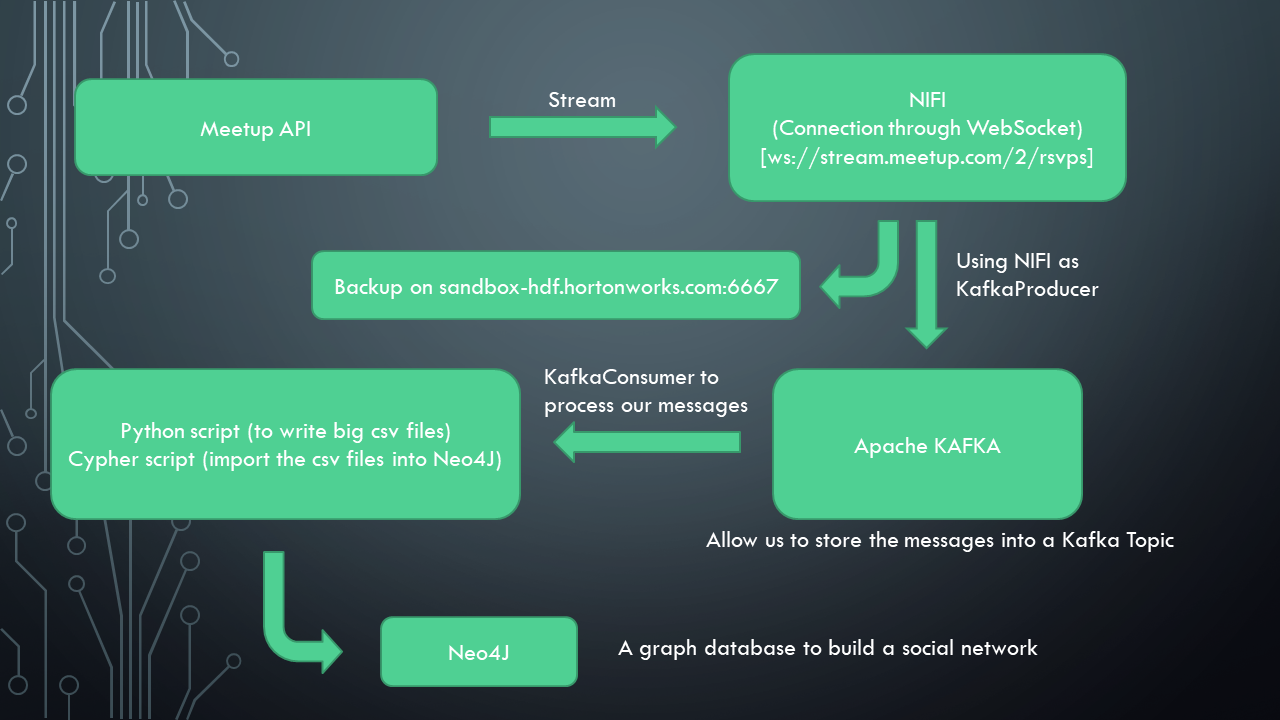 Meetup API
Stream
NIFI
(Connection through WebSocket)
[ws://stream.meetup.com/2/rsvps]
Using NIFI as
KafkaProducer
Backup on sandbox-hdf.hortonworks.com:6667
KafkaConsumer to
process our messages
Python script (to write big csv files)
Cypher script (import the csv files into Neo4J)
Apache KAFKA
Allow us to store the messages into a Kafka Topic
Neo4J
A graph database to build a social network